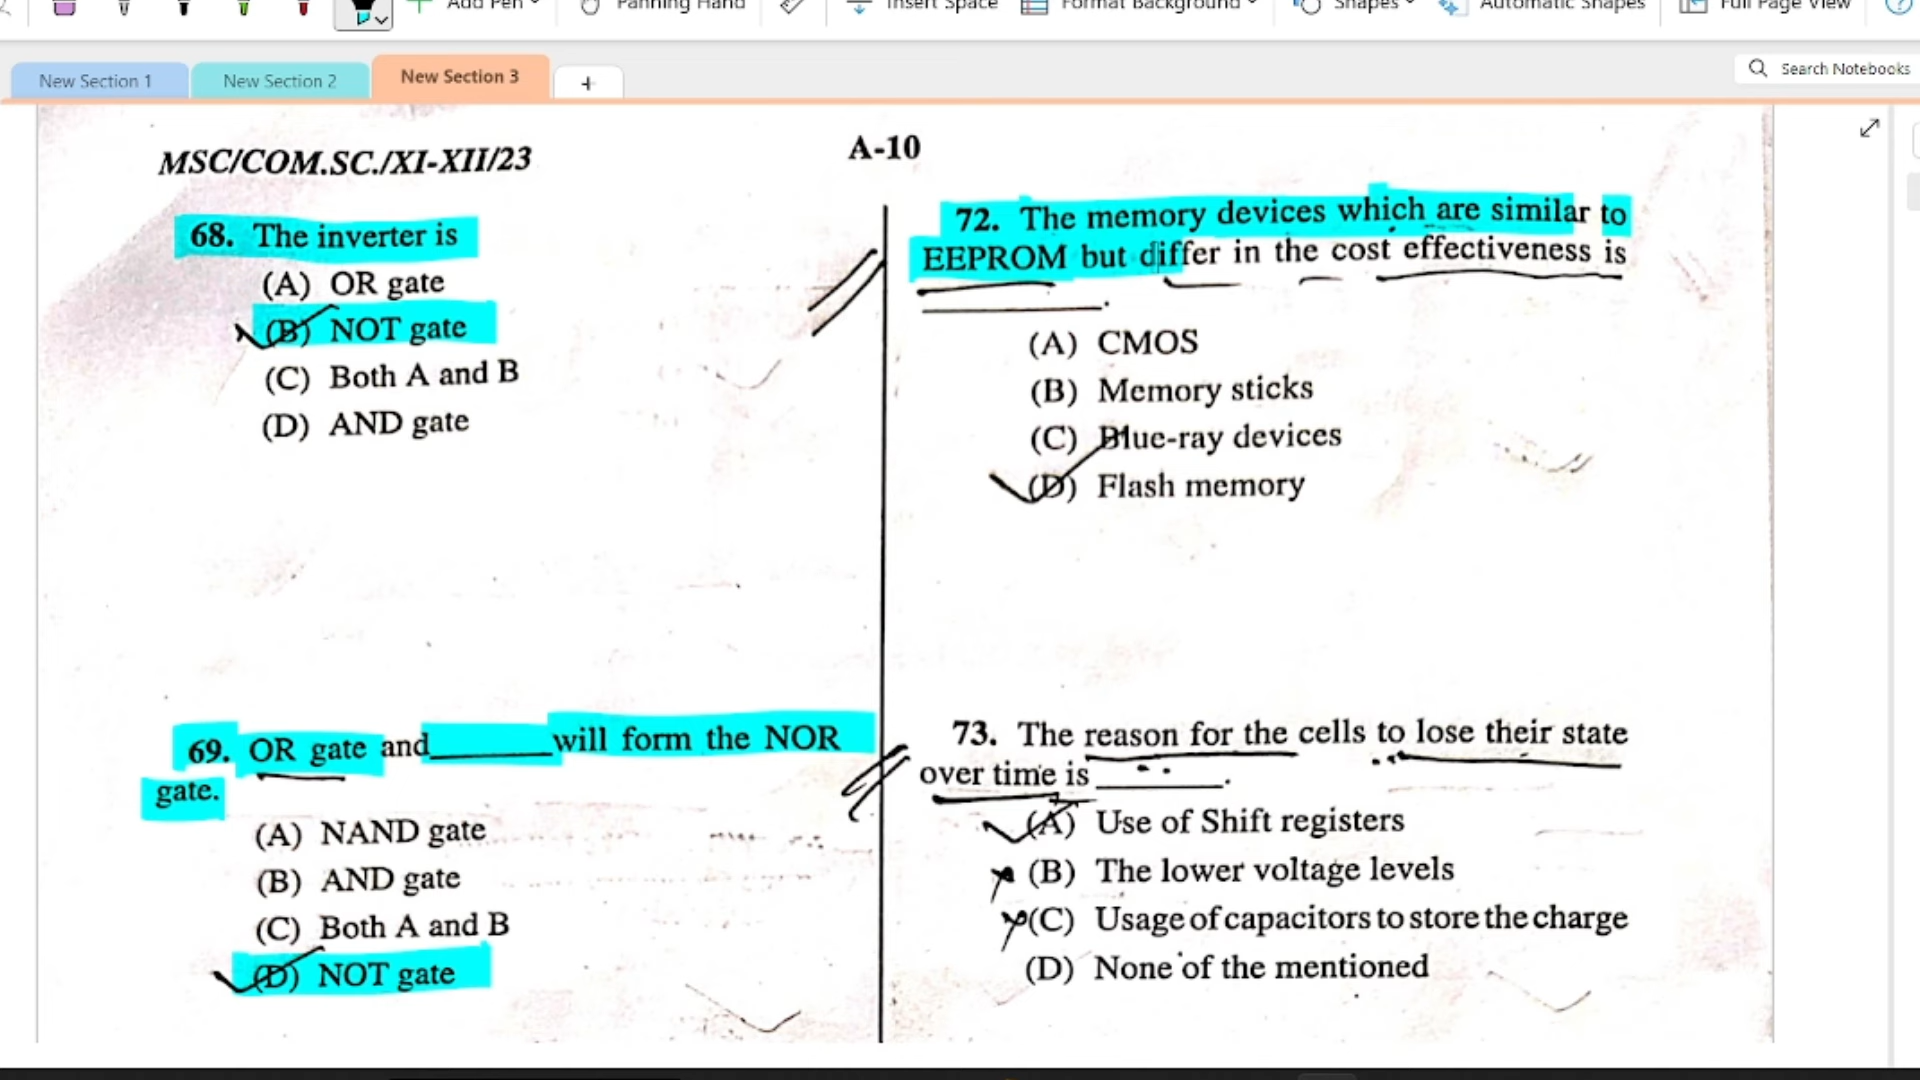 Add Pen
Panning Hand
Insert Space
Format Background
Shapes
Automatic Shapes
Full Page View
New Section 1
New Section 2
New Section 3
+
Search Notebooks
MSC/COM.SC./XI-XII/23
A-10
68. The inverter is
(A) OR gate
(B) NOT gate
(C) Both A and B
(D) AND gate
69. OR gate and______will form the NOR
gate.
(A) NAND gate
(B) AND gate
(C) Both A and B
(D) NOT gate
72. The memory devices which are similar to
EEPROM but differ in the cost effectiveness is
__________.
(A) CMOS
(B) Memory sticks
(C) Blue-ray devices
(D) Flash memory
73. The reason for the cells to lose their state
over time is ________.
(A) Use of Shift registers
(B) The lower voltage levels
(C) Usage of capacitors to store the charge
(D) None of the mentioned